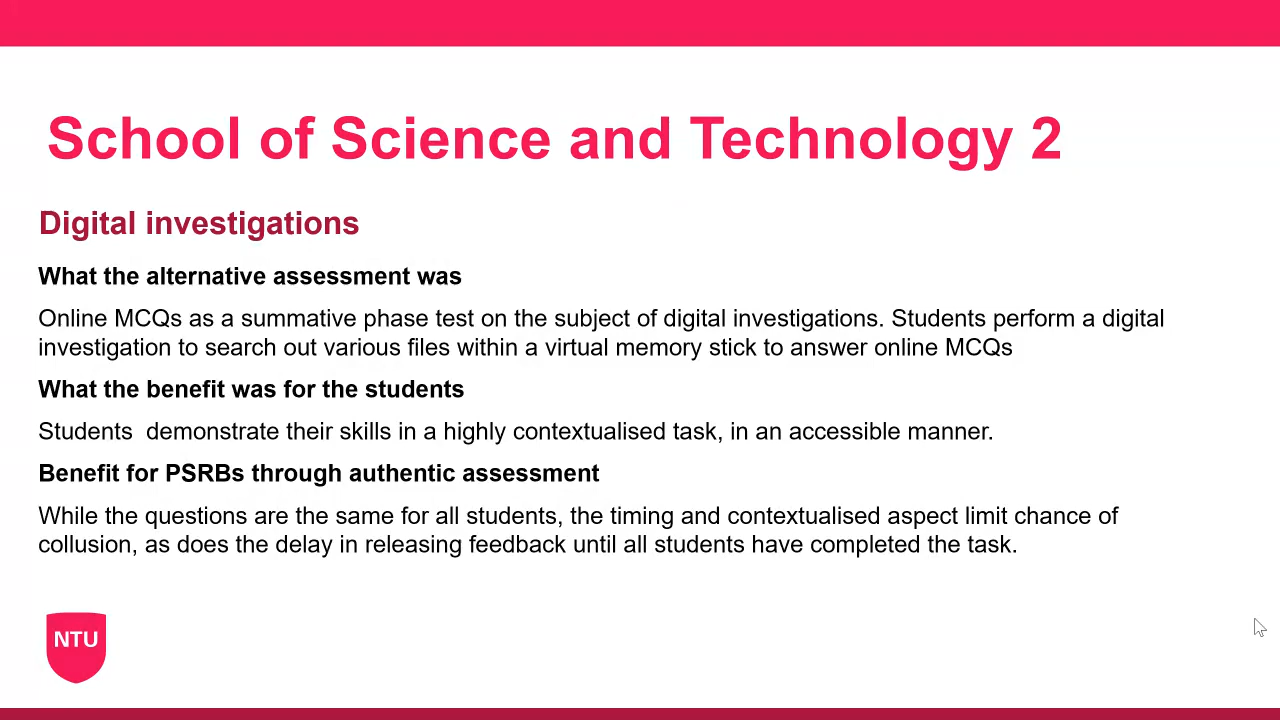 School of Science and Technology 2
Digital investigations
What the alternative assessment was
Online MCQs as a summative phase test on the subject of digital investigations. Students perform a digital
investigation to search out various files within a virtual memory stick to answer online MCQs
What the benefit was for the students
Students  demonstrate their skills in a highly contextualised task, in an accessible manner.
Benefit for PSRBs through authentic assessment
While the questions are the same for all students, the timing and contextualised aspect limit chance of
collusion, as does the delay in releasing feedback until all students have completed the task.
NTU